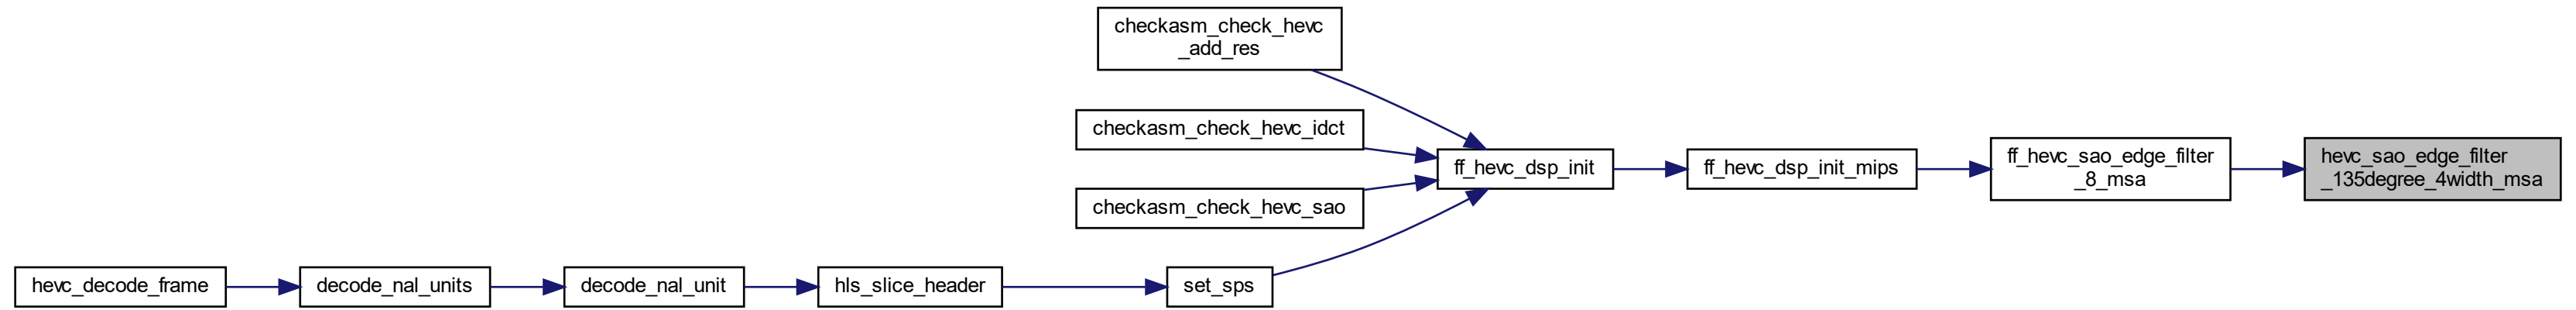 checkasm_check_hevc
_add_res
checkasm_check_hevc_idct
checkasm_check_hevc_sao
ff_hevc_dsp_init
ff_hevc_dsp_init_mips
ff_hevc_sao_edge_filter
_8_msa
hevc_sao_edge_filter
_135degree_4width_msa
hevc_decode_frame
decode_nal_units
decode_nal_unit
hls_slice_header
set_sps